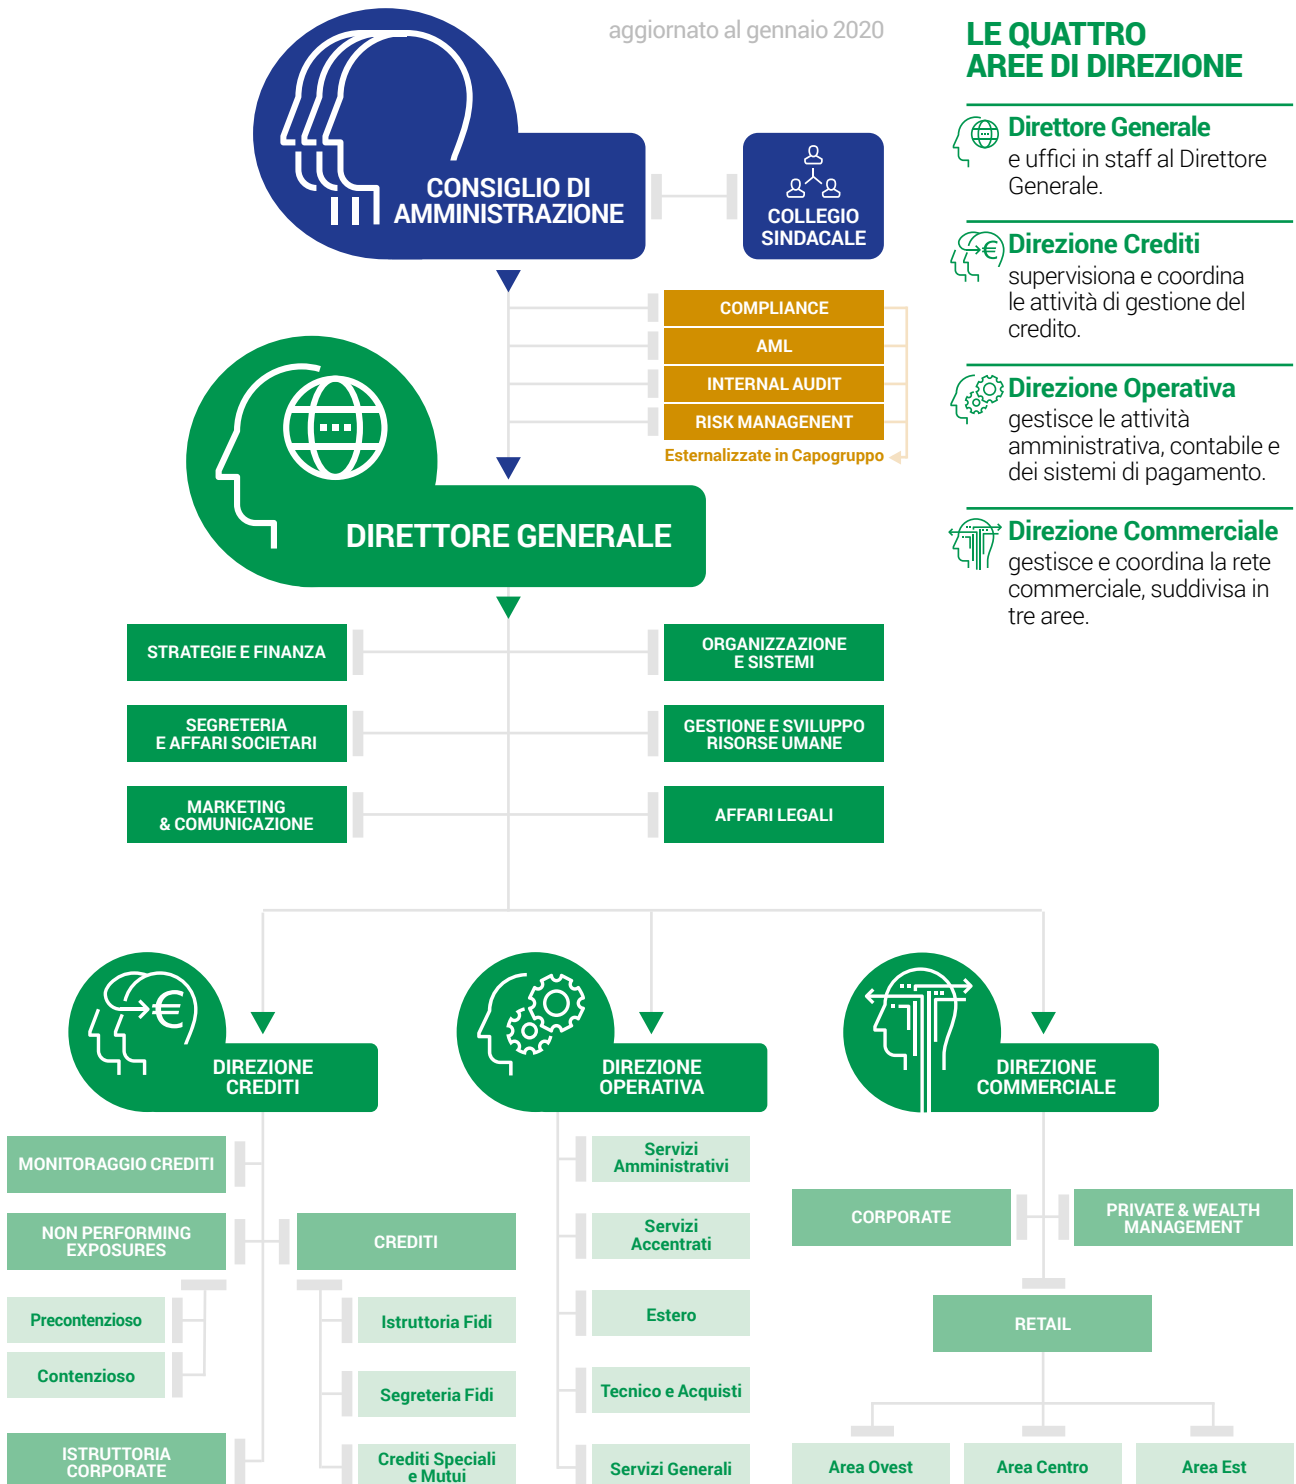 aggiornato al gennaio 2020
LE QUATTRO
AREE DI DIREZIONE
Direttore Generale
e uffici in staff al Direttore
Generale.
Direzione Crediti
supervisiona e coordina
le attività di gestione del
credito.
Direzione Operativa
gestisce le attività
amministrativa, contabile e
dei sistemi di pagamento.
Direzione Commerciale
gestisce e coordina la rete
commerciale, suddivisa in
tre aree.
CONSIGLIO DI
AMMINISTRAZIONE
COLLEGIO
SINDACALE
COMPLIANCE
AML
INTERNAL AUDIT
RISK MANAGENENT
Esternalizzate in Capogruppo
DIRETTORE GENERALE
STRATEGIE E FINANZA
ORGANIZZAZIONE
E SISTEMI
SEGRETERIA
E AFFARI SOCIETARI
GESTIONE E SVILUPPO
RISORSE UMANE
MARKETING
& COMUNICAZIONE
AFFARI LEGALI
DIREZIONE
CREDITI
DIREZIONE
OPERATIVA
DIREZIONE
COMMERCIALE
MONITORAGGIO CREDITI
NON PERFORMING
EXPOSURES
CREDITI
Precontenzioso
Contenzioso
Istruttoria Fidi
Segreteria Fidi
ISTRUTTORIA
CORPORATE
Crediti Speciali
e Mutui
Servizi
Amministrativi
Servizi
Accentrati
Estero
Tecnico e Acquisti
Servizi Generali
CORPORATE
PRIVATE & WEALTH
MANAGEMENT
RETAIL
Area Ovest
Area Centro
Area Est